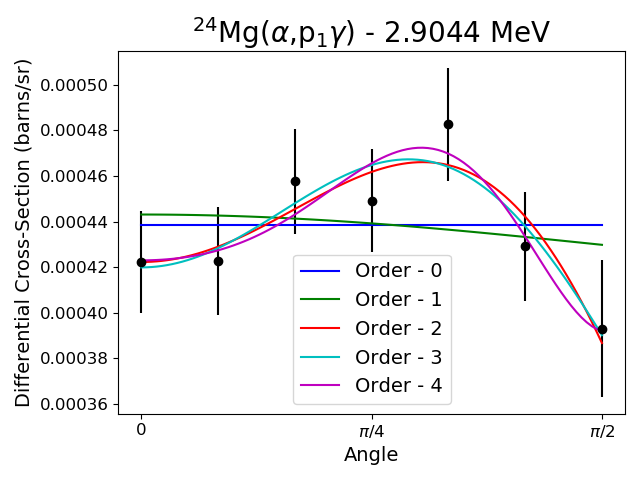 ²⁴Mg(α,p₁γ) - 2.9044 MeV
Differential Cross-Section (barns/sr)
0.00050
0.00048
0.00046
0.00044
0.00042
0.00040
0.00038
0.00036
Order - 0
Order - 1
Order - 2
Order - 3
Order - 4
0 π/4 π/2
Angle